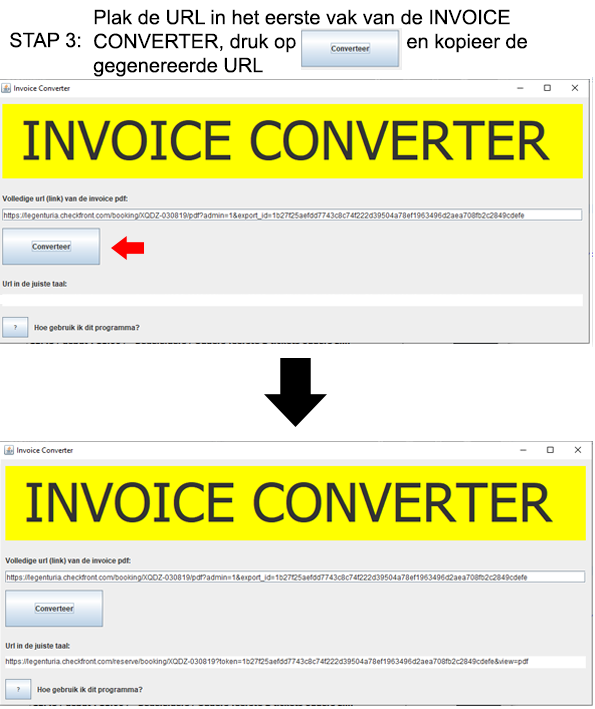 STAP 3: Plak de URL in het eerste vak van de INVOICE
CONVERTER, druk op Converteer en kopieer de
gegenereerde URL
Invoice Converter
INVOICE CONVERTER
Volledige url (link) van de invoice pdf:
https://legenturia.checkfront.com/booking/XQDZ-030819/pdf?admin=1&export_id=1b27f25aefdd7743c8c74f222d39504a78ef1963496d2aea708fb2c2849cdefe
Converteer
Url in de juiste taal:
? Hoe gebruik ik dit programma?
Invoice Converter
INVOICE CONVERTER
Volledige url (link) van de invoice pdf:
https://legenturia.checkfront.com/booking/XQDZ-030819/pdf?admin=1&export_id=1b27f25aefdd7743c8c74f222d39504a78ef1963496d2aea708fb2c2849cdefe
Converteer
Url in de juiste taal:
https://legenturia.checkfront.com/reserve/booking/XQDZ-030819?token=1b27f25aefdd7743c8c74f222d39504a78ef1963496d2aea708fb2c2849cdefe&view=pdf
? Hoe gebruik ik dit programma?